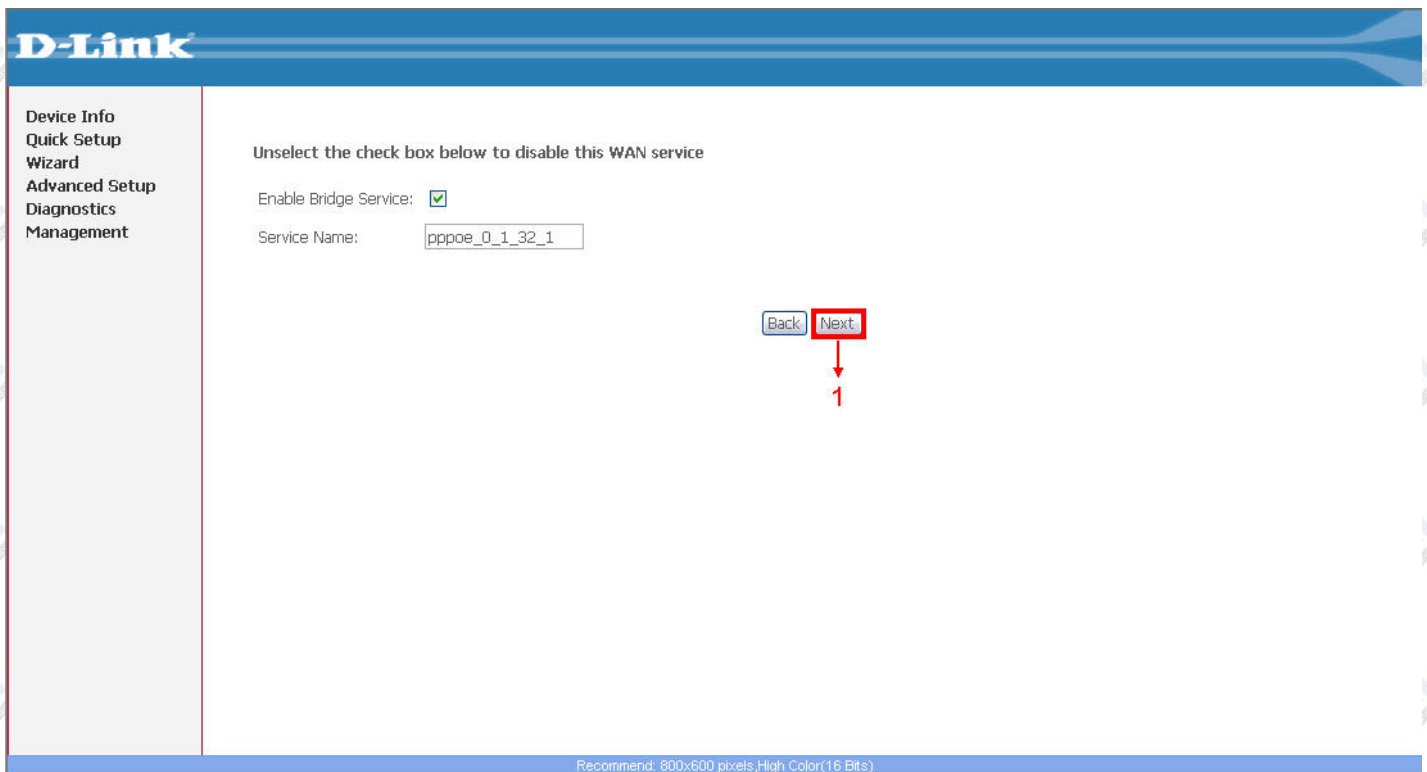 D-Link
Device Info
Quick Setup
Wizard
Advanced Setup
Diagnostics
Management
Unselect the check box below to disable this WAN service
Enable Bridge Service:
Service Name: pppoe_0_1_32_1
Back Next
1
Recommend: 800x600 pixels,High Color(16 Bits)